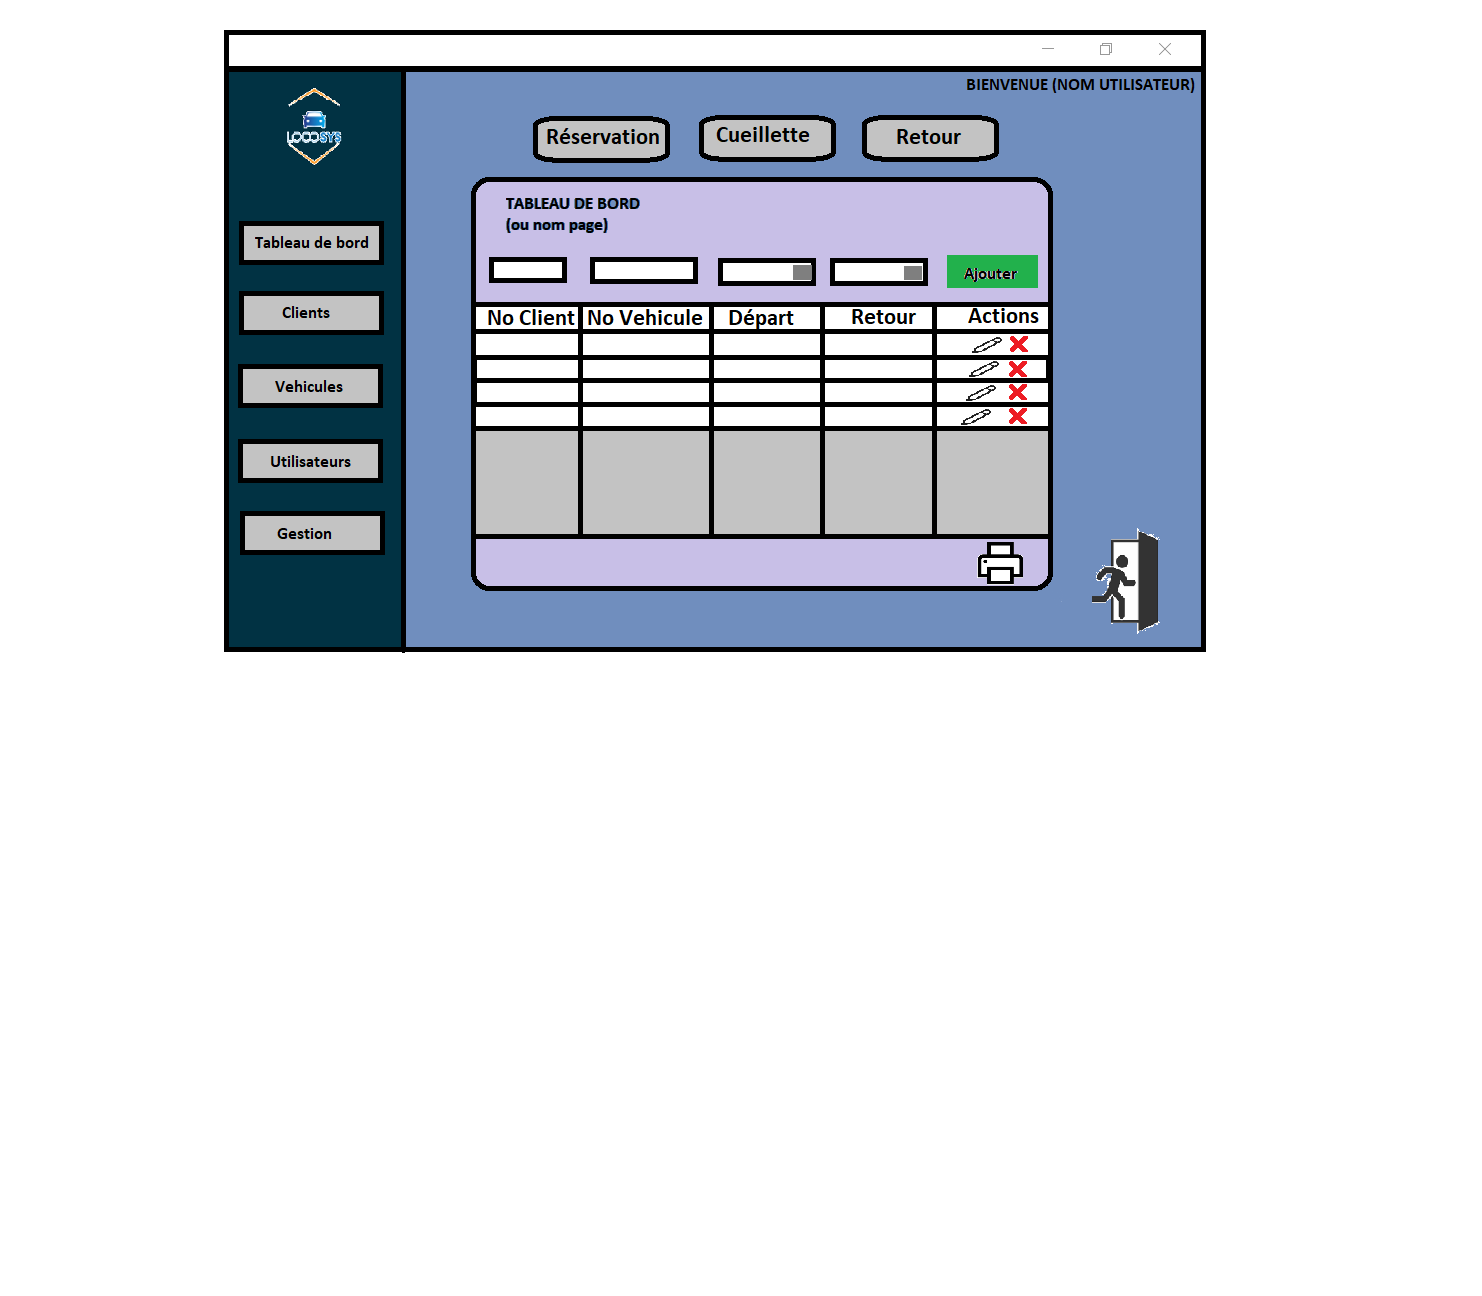 BIENVENUE (NOM UTILISATEUR)
LOCOSYS
Réservation Cueillette Retour
TABLEAU DE BORD
(ou nom page)
Tableau de bord
Clients
Vehicules
Utilisateurs
Gestion
Ajouter
No Client No Vehicule Départ Retour Actions